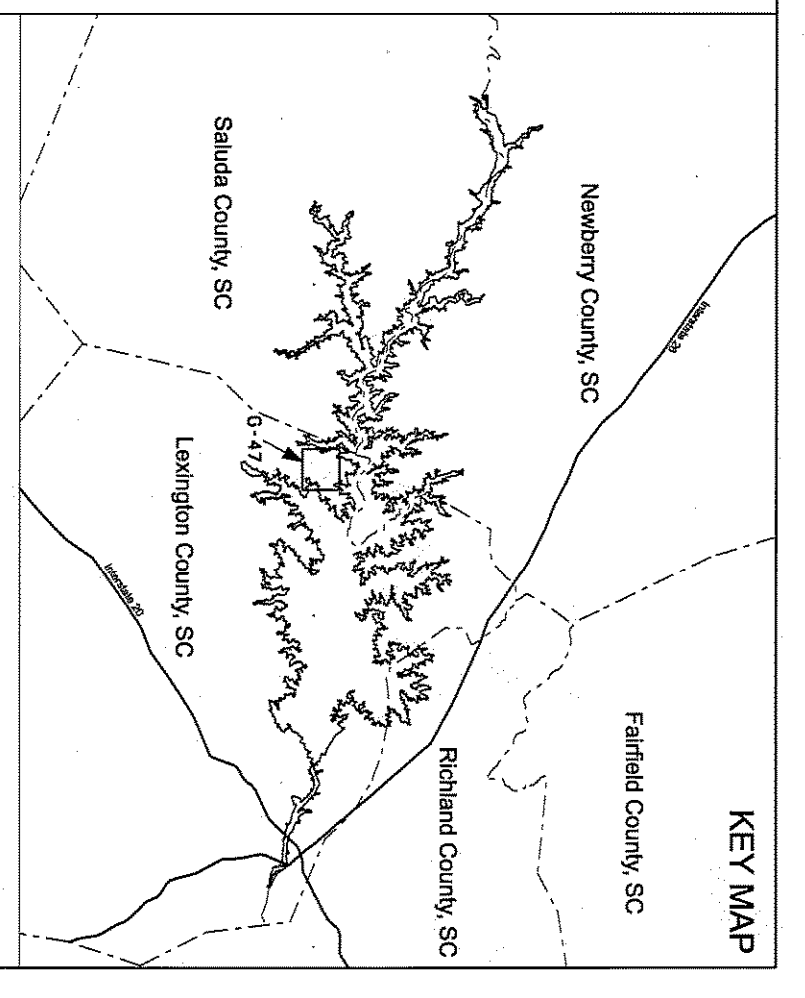 KEY MAP
Newberry County, SC
Interstate 26
Fairfield County, SC
Saluda County, SC
Richland County, SC
G-47
Lexington County, SC
Interstate 20